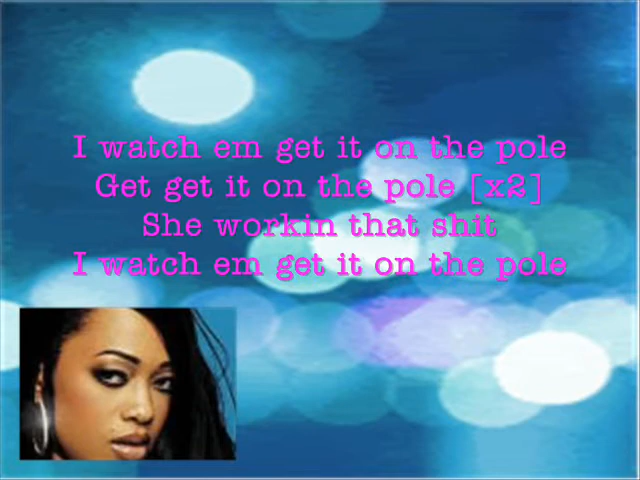 I watch em get it on the pole
Get get it on the pole [x2]
She workin that shit
I watch em get it on the pole